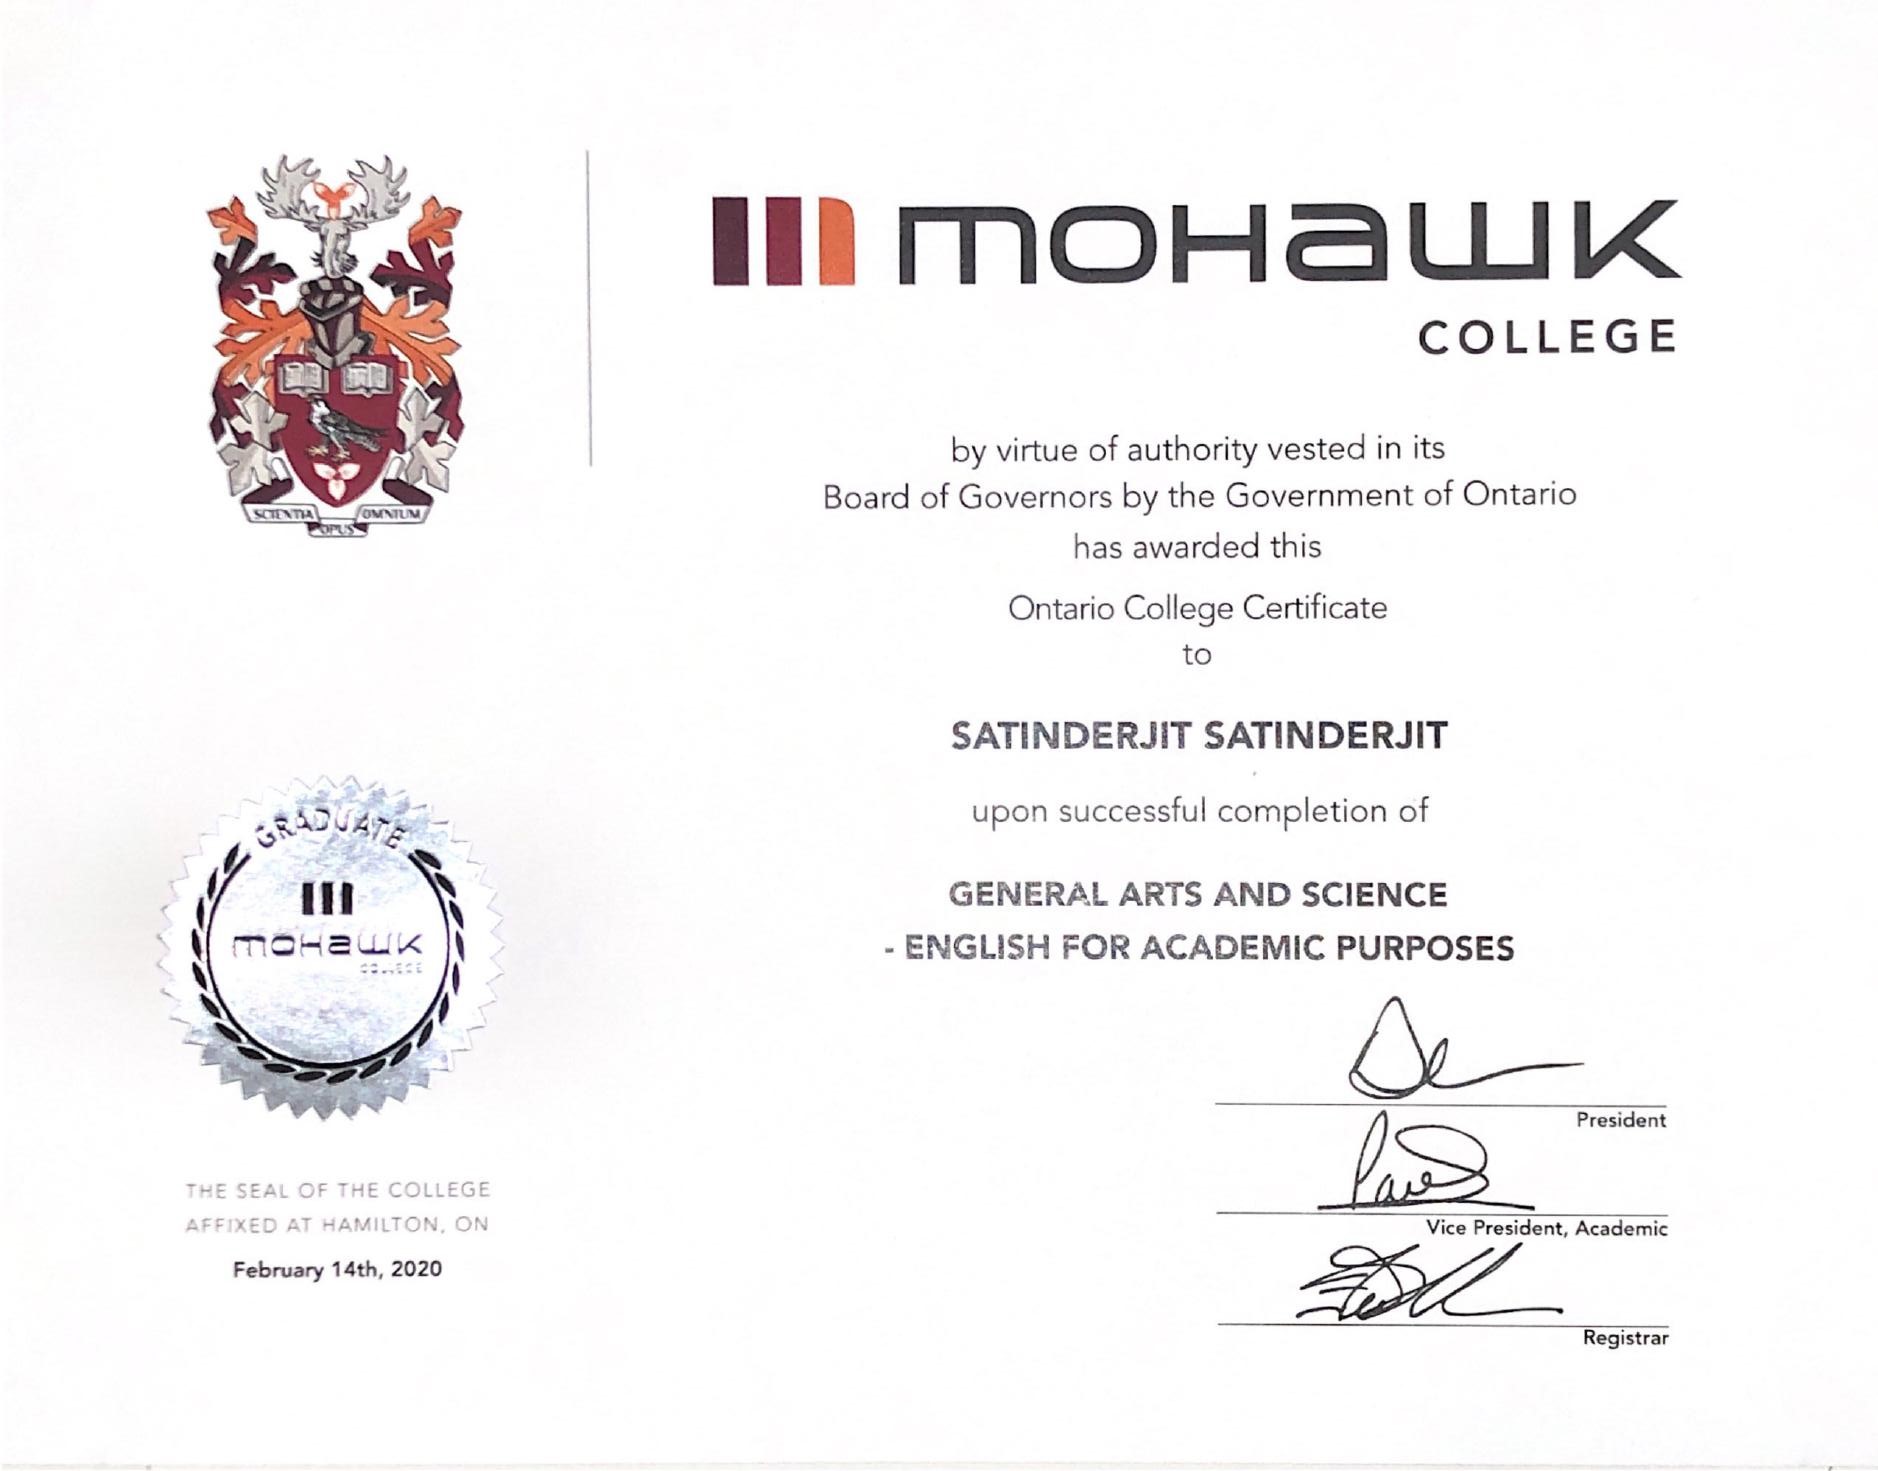 SCIENTIA OPUS OMNIUM
mohawk
COLLEGE
by virtue of authority vested in its
Board of Governors by the Government of Ontario
has awarded this
Ontario College Certificate
to
SATINDERJIT SATINDERJIT
upon successful completion of
GENERAL ARTS AND SCIENCE
- ENGLISH FOR ACADEMIC PURPOSES
President
Vice President, Academic
Registrar
GRADUATE
mohawk
COLLEGE
THE SEAL OF THE COLLEGE
AFFIXED AT HAMILTON, ON
February 14th, 2020